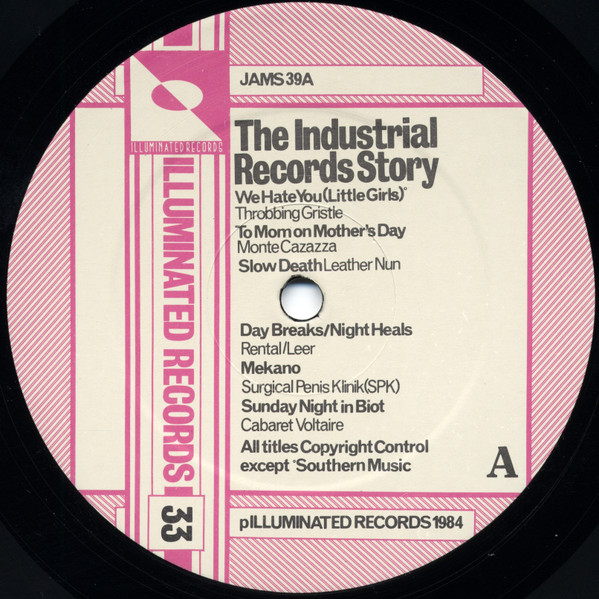 JAMS 39A
ILLUMINATED RECORDS
ILLUMINATED RECORDS
33
The Industrial
Records Story
We Hate You (Little Girls)°
Throbbing Gristle
To Mom on Mother's Day
Monte Cazazza
Slow Death Leather Nun
Day Breaks/Night Heals
Rental/Leer
Mekano
Surgical Penis Klinik (SPK)
Sunday Night in Biot
Cabaret Voltaire
All titles Copyright Control
except °Southern Music
A
pILLUMINATED RECORDS 1984